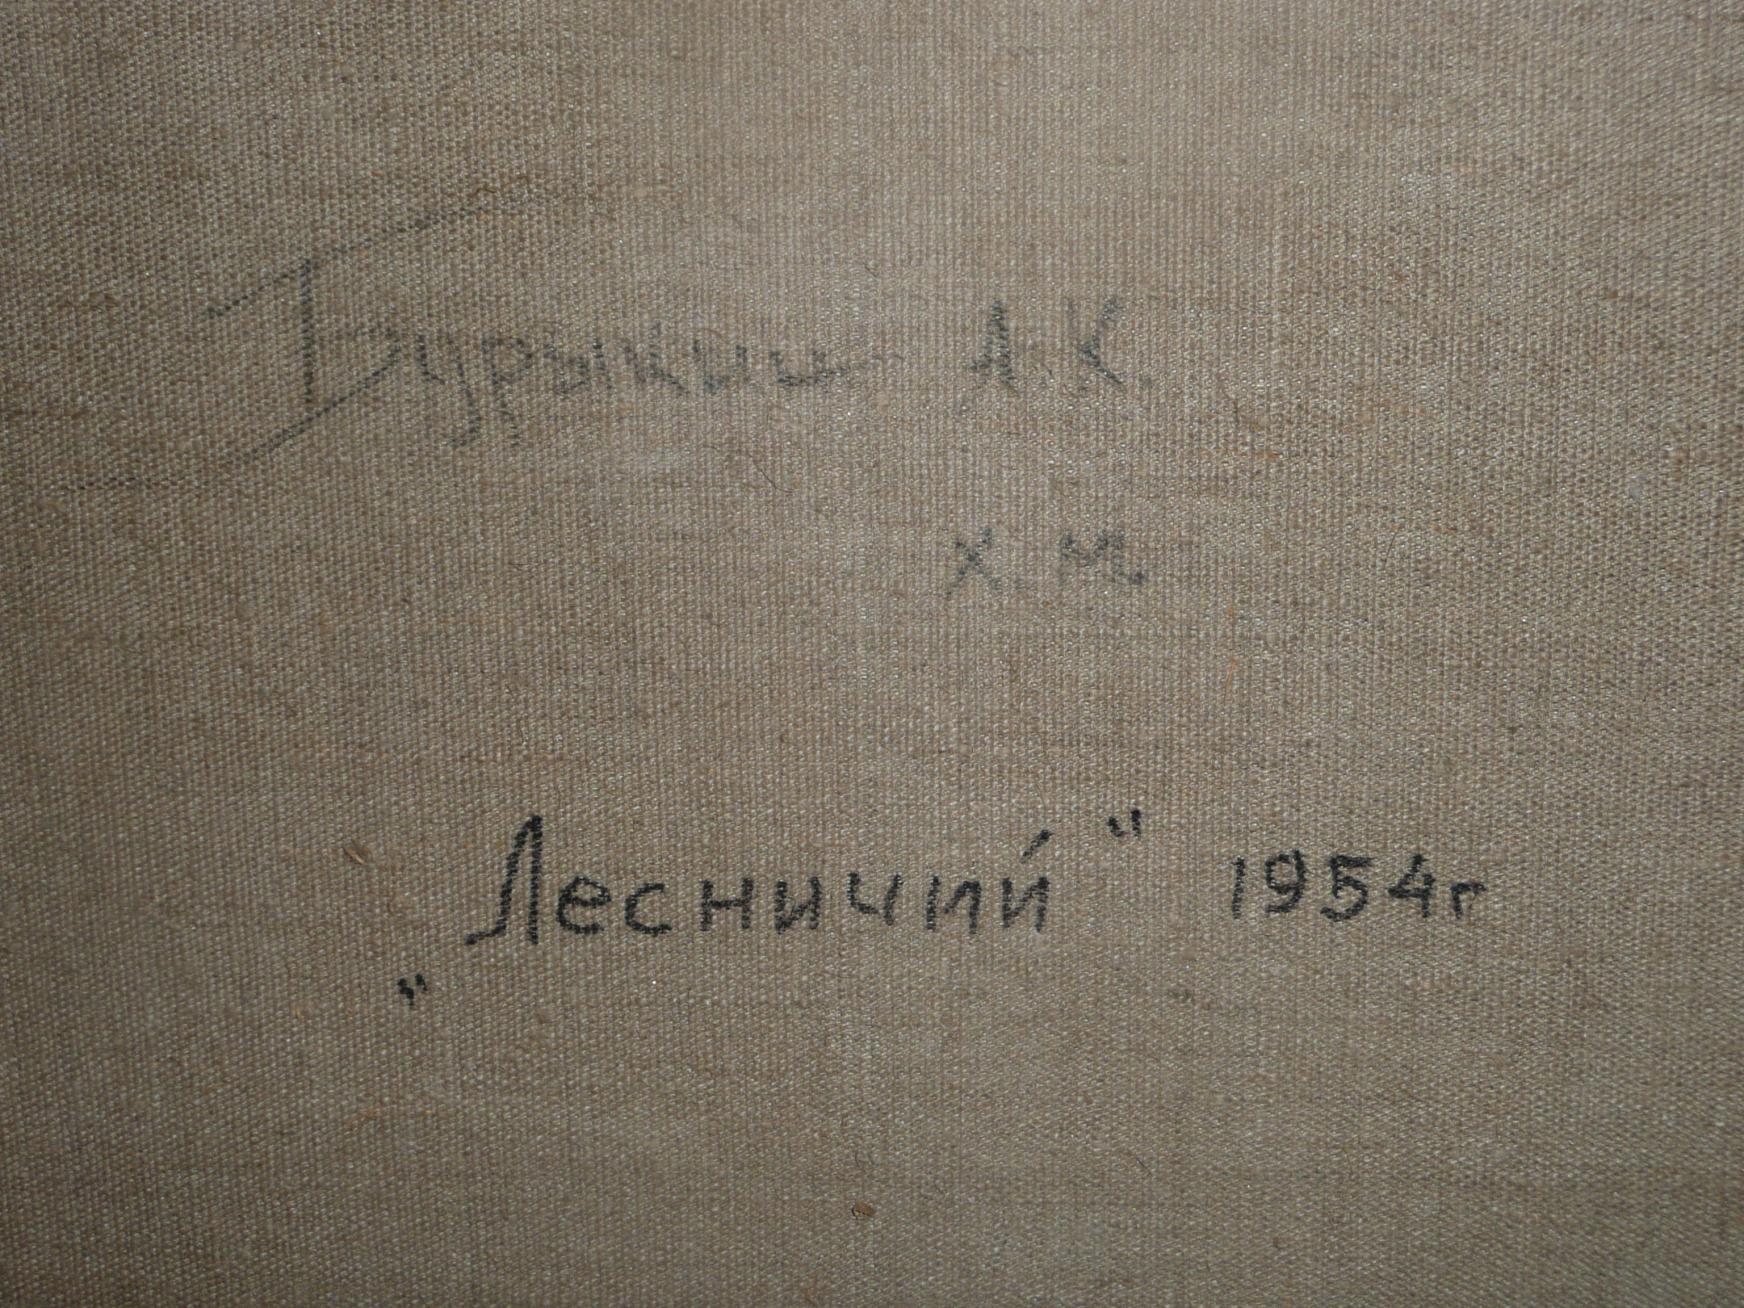 Бурыкин А.К.
х.м.
„Лесничий" 1954г